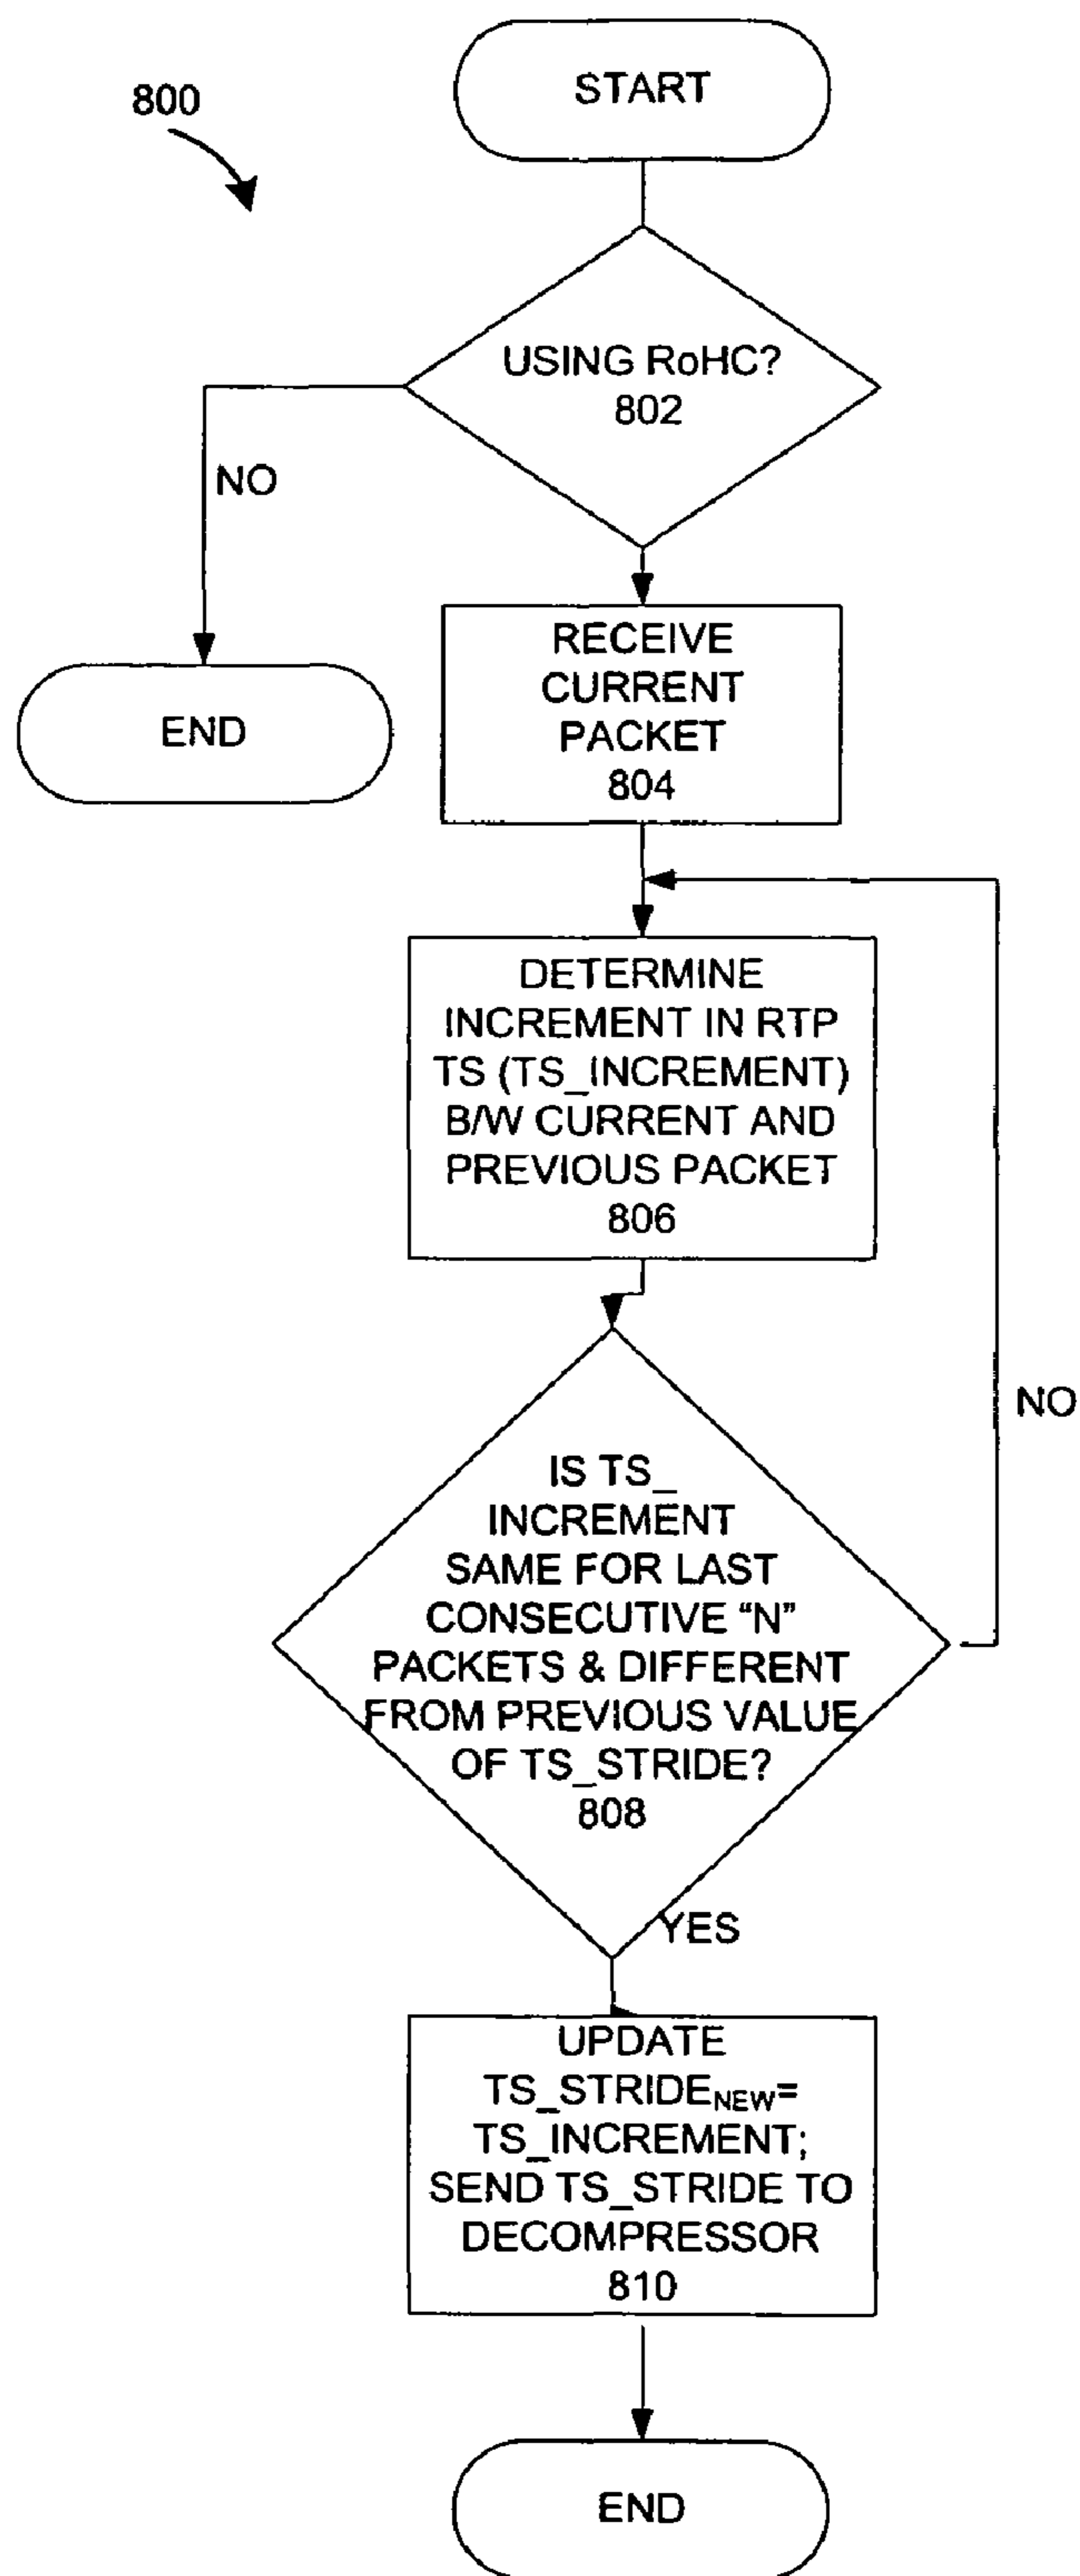 START
800
USING RoHC?
802
NO
RECEIVE
CURRENT
PACKET
804
END
DETERMINE
INCREMENT IN RTP
TS (TS_INCREMENT)
B/W CURRENT AND
PREVIOUS PACKET
806
NO
IS TS_
INCREMENT
SAME FOR LAST
CONSECUTIVE “N”
PACKETS & DIFFERENT
FROM PREVIOUS VALUE
OF TS_STRIDE?
808
YES
UPDATE
TS_STRIDENEW=
TS_INCREMENT;
SEND TS_STRIDE TO
DECOMPRESSOR
810
END